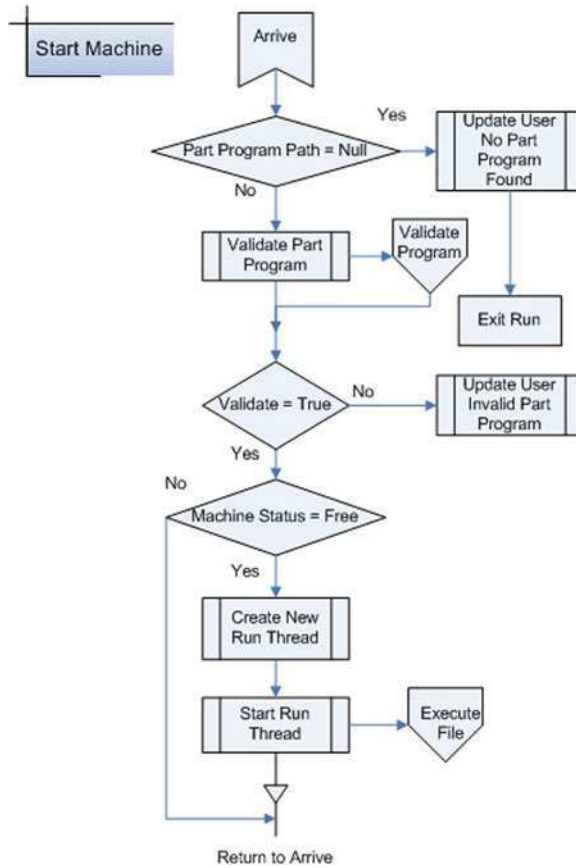 Start Machine
Arrive
Part Program Path = Null
Yes
Update User
No Part
Program
Found
No
Validate Part
Program
Validate
Program
Exit Run
Validate = True
No
Update User
Invalid Part
Program
Yes
No
Machine Status = Free
Yes
Create New
Run Thread
Start Run
Thread
Execute
File
Return to Arrive